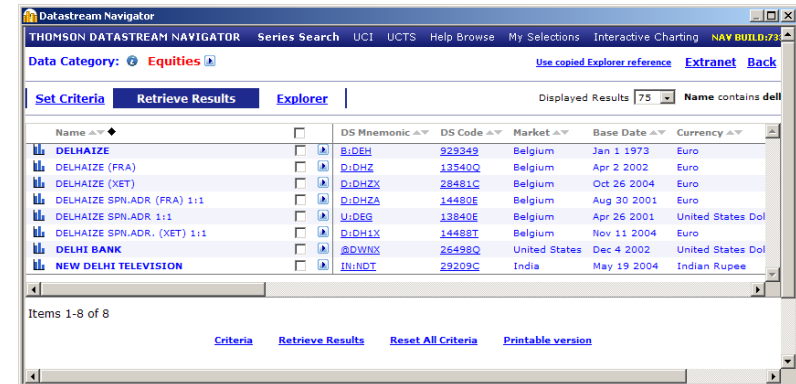 Datastream Navigator
THOMSON DATASTREAM NAVIGATOR Series Search UCI UCTS Help Browse My Selections Interactive Charting NAV BUILD:73
Data Category: Equities Use copied Explorer reference Extranet Back
Set Criteria Retrieve Results Explorer Displayed Results 75 Name contains dell
Name DS Mnemonic DS Code Market Base Date Currency
DELHAIZE B:DEH 929349 Belgium Jan 1 1973 Euro
DELHAIZE (FRA) D:DHZ 13540Q Belgium Apr 2 2002 Euro
DELHAIZE (XET) D:DHZX 28481C Belgium Oct 26 2004 Euro
DELHAIZE SPN.ADR (FRA) 1:1 D:DHZA 14480E Belgium Aug 30 2001 Euro
DELHAIZE SPN.ADR 1:1 U:DEG 13840E Belgium Apr 26 2001 United States Dol
DELHAIZE SPN.ADR. (XET) 1:1 D:DH1X 14488T Belgium Nov 11 2004 Euro
DELHI BANK @DWNX 26498Q United States Dec 4 2002 United States Dol
NEW DELHI TELEVISION IN:NDT 29209C India May 19 2004 Indian Rupee
Items 1-8 of 8
Criteria Retrieve Results Reset All Criteria Printable version